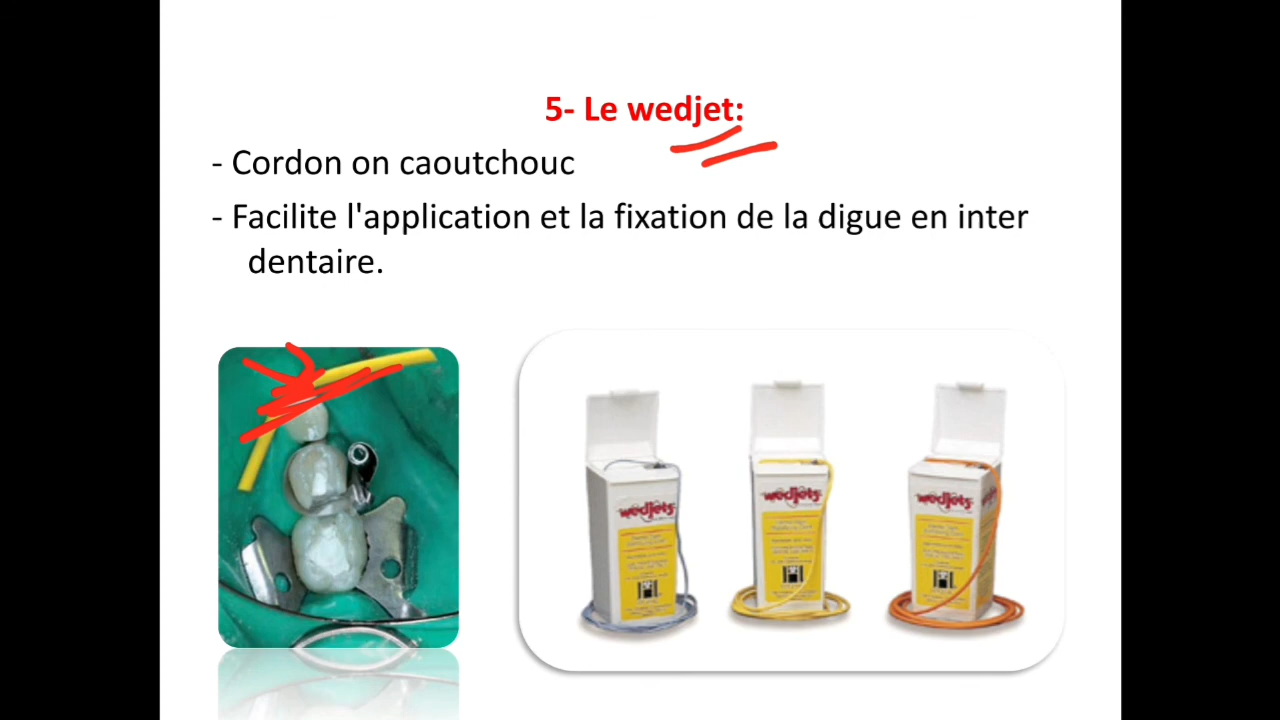 5- Le wedjet:
- Cordon on caoutchouc
- Facilite l'application et la fixation de la digue en inter
dentaire.
wedjets
wedjets
wedjets